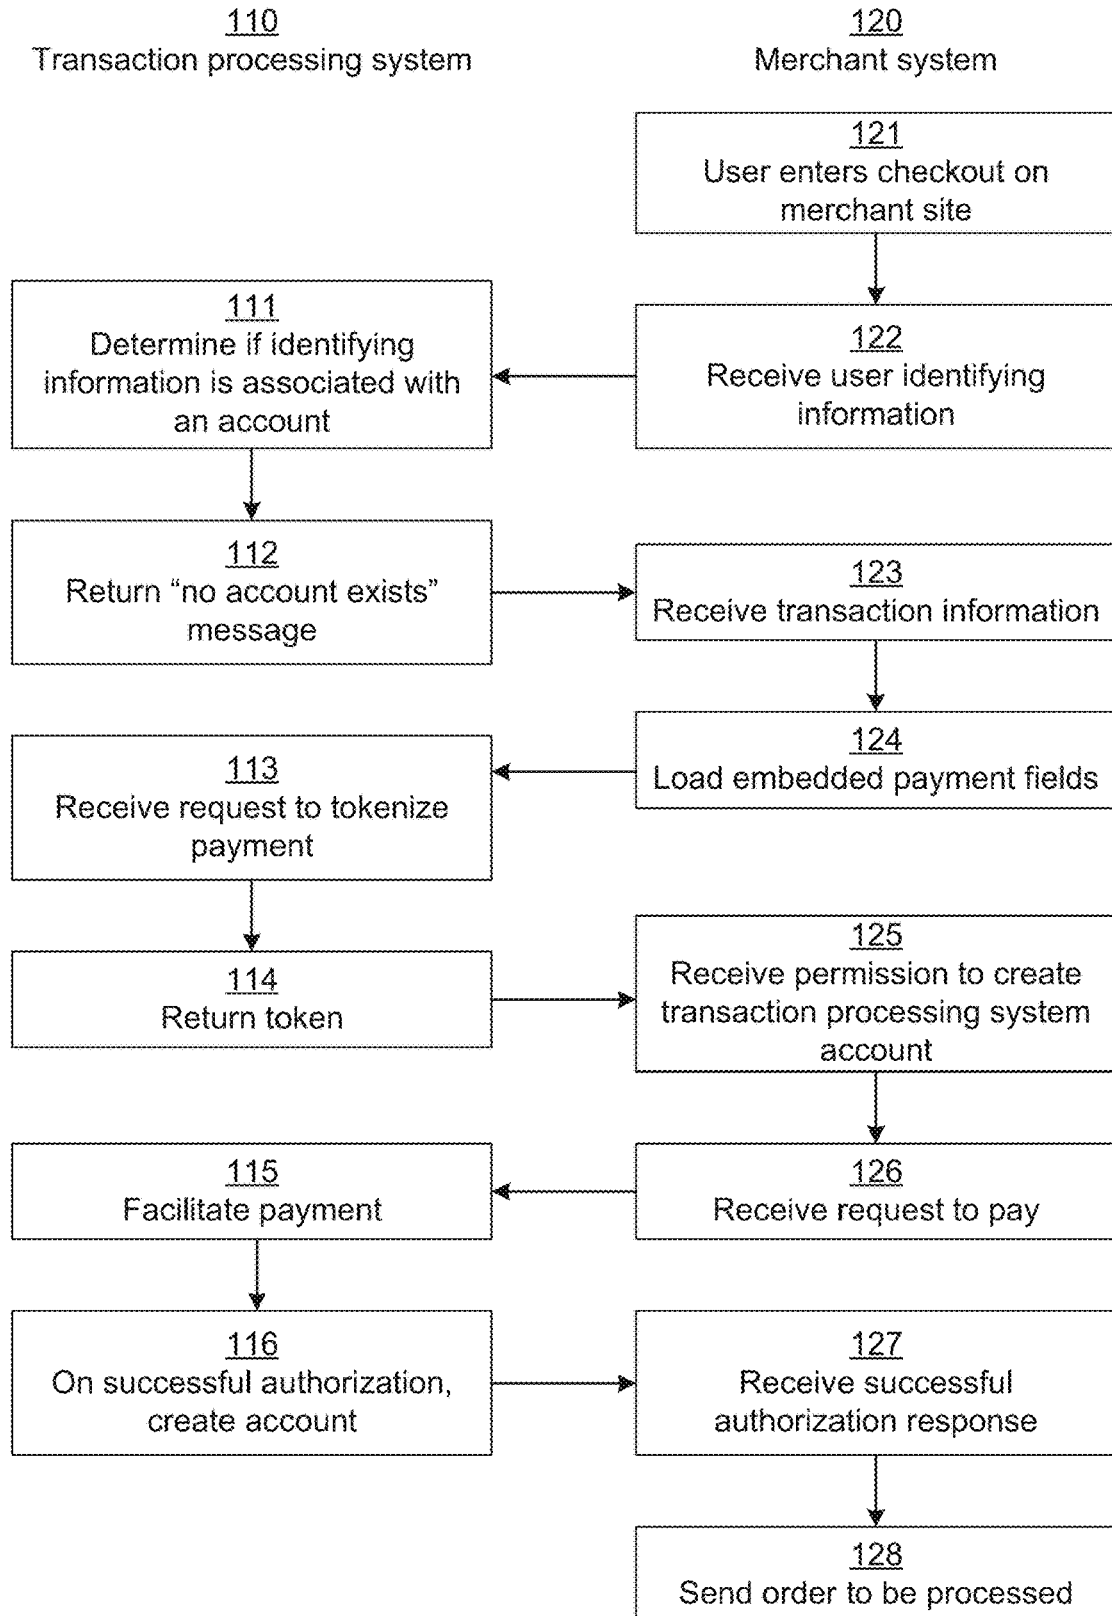 110
Transaction processing system
120
Merchant system
121
User enters checkout on
merchant site
111
Determine if identifying
information is associated with
an account
122
Receive user identifying
information
112
Return “no account exists”
message
123
Receive transaction information
113
Receive request to tokenize
payment
124
Load embedded payment fields
114
Return token
125
Receive permission to create
transaction processing system
account
115
Facilitate payment
126
Receive request to pay
116
On successful authorization,
create account
127
Receive successful
authorization response
128
Send order to be processed